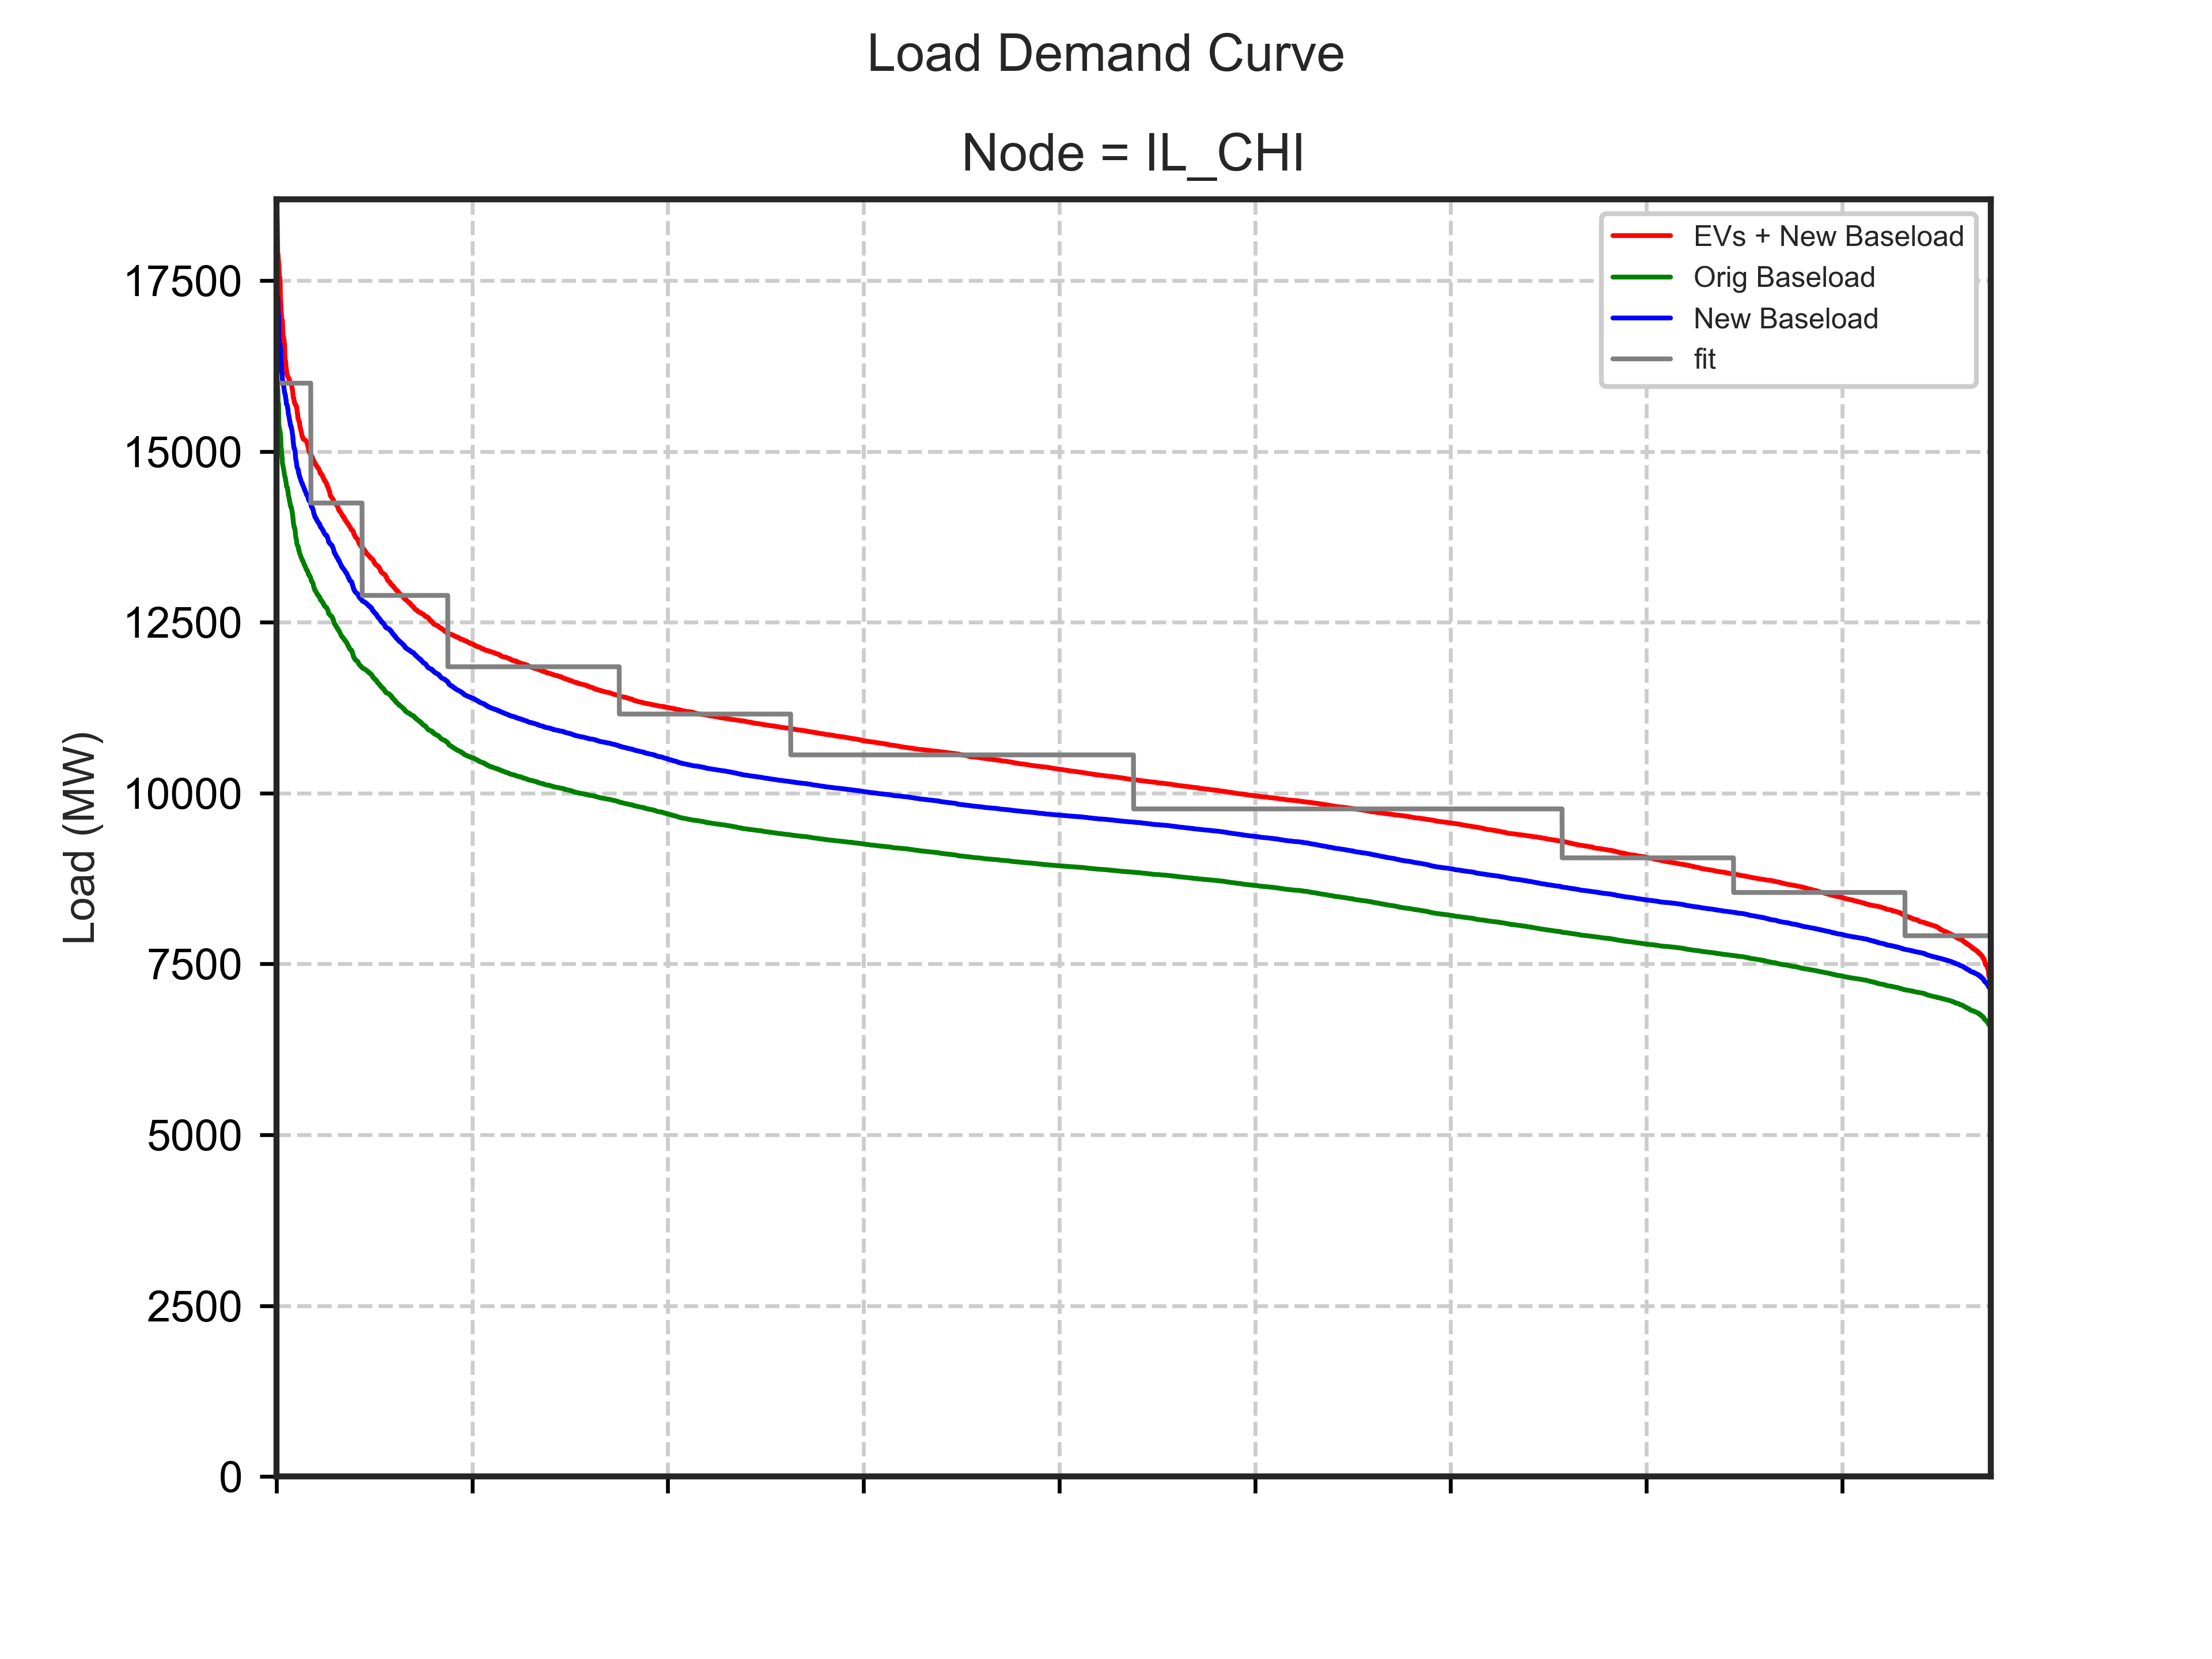 Load Demand Curve
Node = IL_CHI
EVs + New Baseload
Orig Baseload
New Baseload
fit
17500
15000
12500
10000
7500
5000
2500
0
Load (MW)